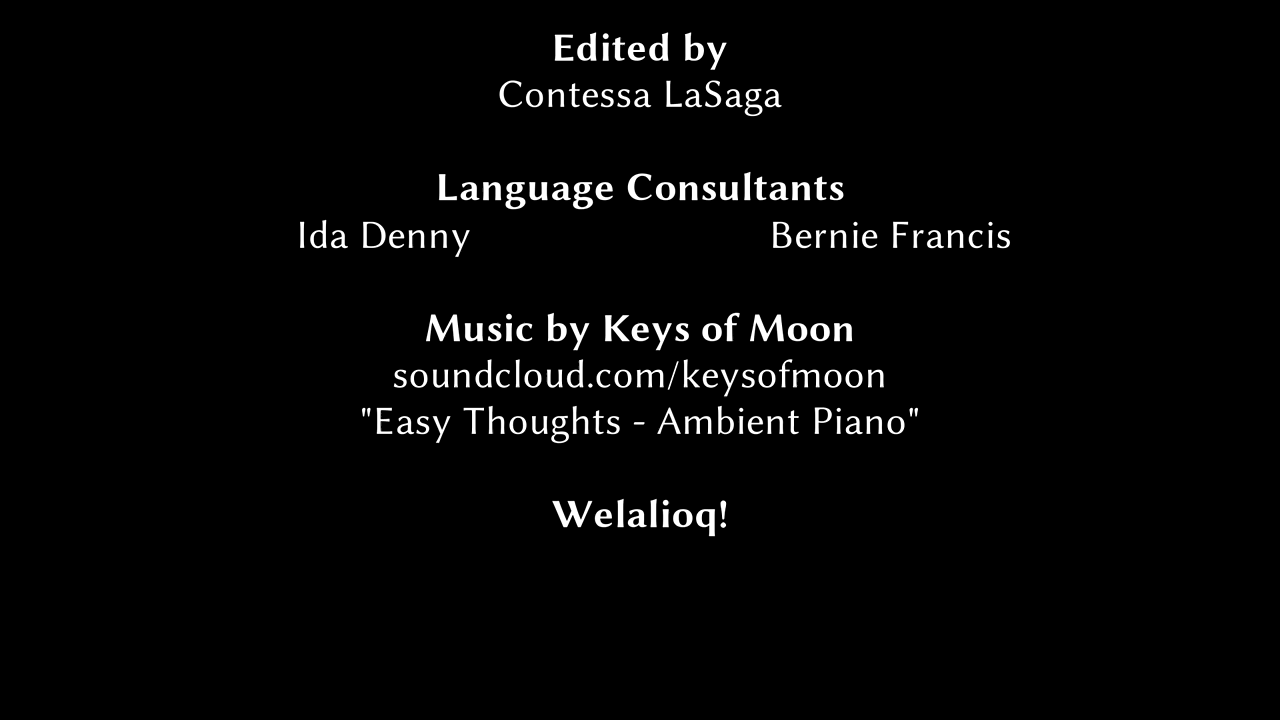 Edited by
Contessa LaSaga
Language Consultants
Ida Denny Bernie Francis
Music by Keys of Moon
soundcloud.com/keysofmoon
"Easy Thoughts - Ambient Piano"
Welalioq!